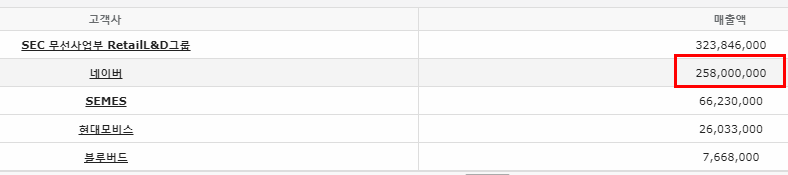 고객사 매출액
SEC 무선사업부 RetailL&D그룹 323,846,000
네이버 258,000,000
SEMES 66,230,000
현대모비스 26,033,000
블루버드 7,668,000